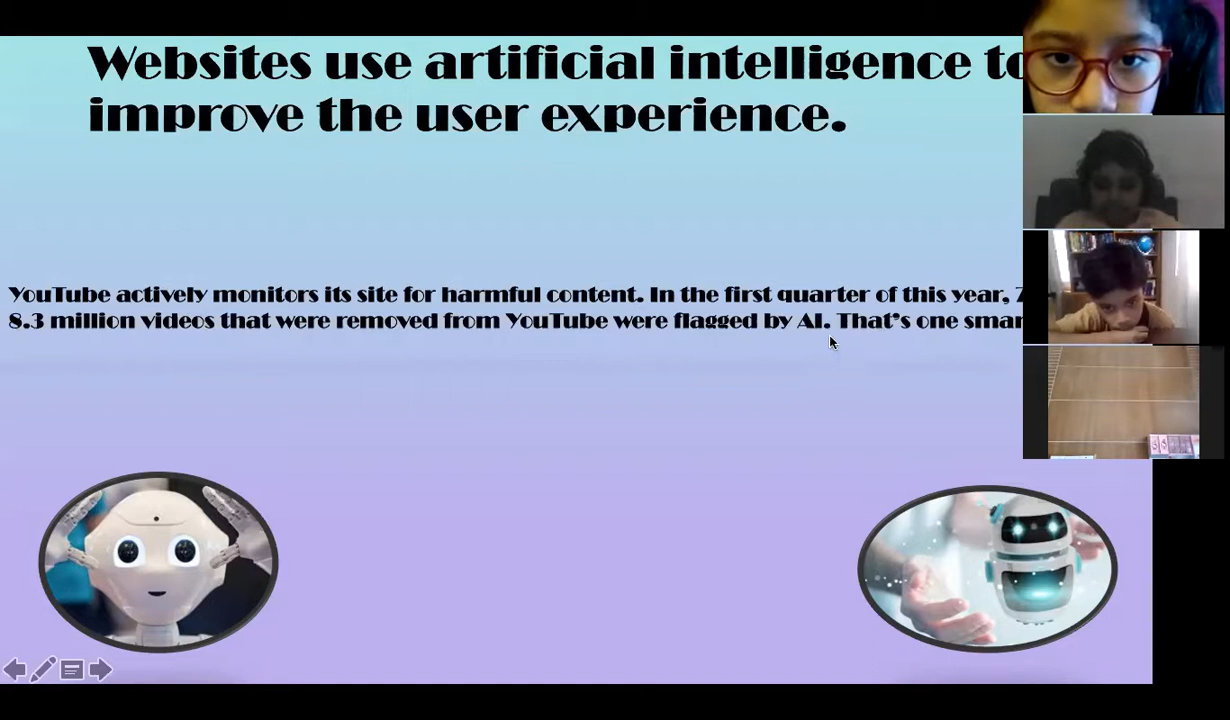 Websites use artificial intelligence to
improve the user experience.
YouTube actively monitors its site for harmful content. In the first quarter of this year,
8.3 million videos that were removed from YouTube were flagged by AI. That's one